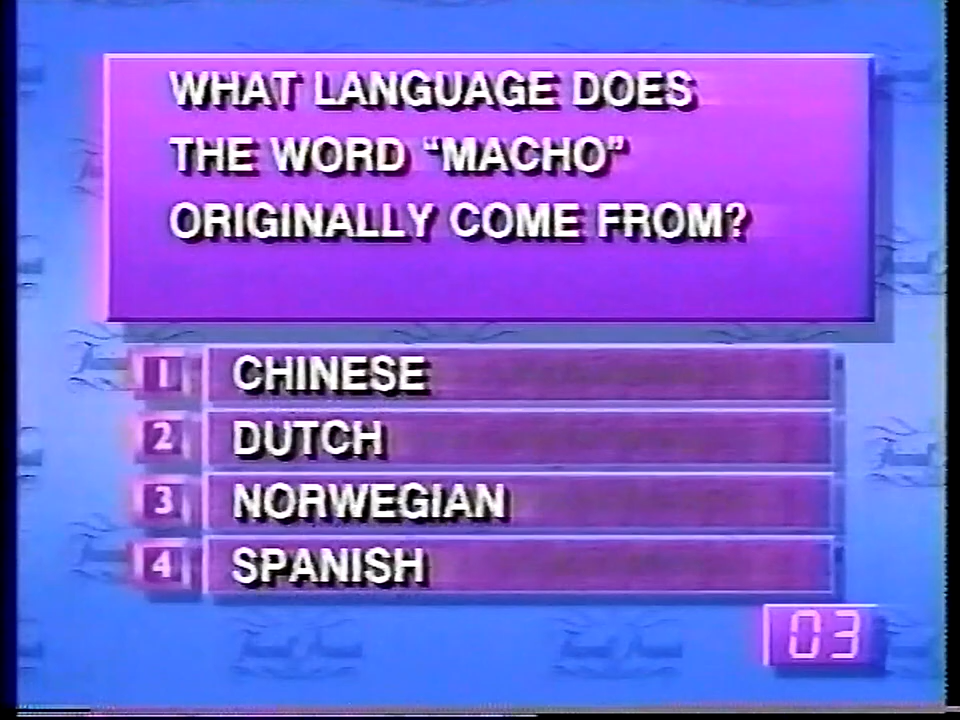 WHAT LANGUAGE DOES
THE WORD “MACHO”
ORIGINALLY COME FROM?
1 CHINESE
2 DUTCH
3 NORWEGIAN
4 SPANISH
03